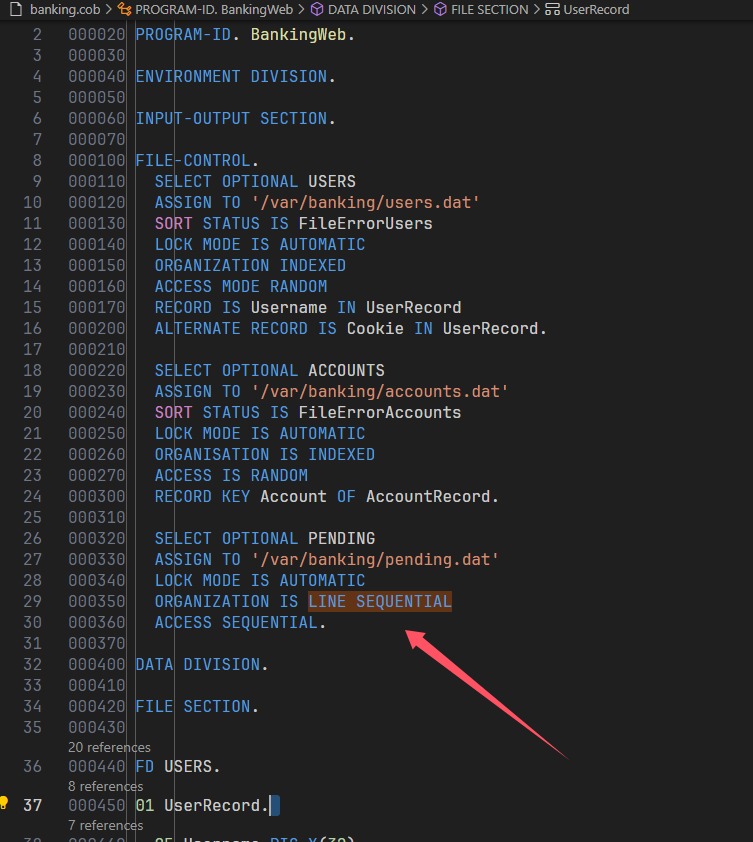 banking.cob > PROGRAM-ID. BankingWeb > DATA DIVISION > FILE SECTION > UserRecord
2 000020 PROGRAM-ID. BankingWeb.
3 000030
4 000040 ENVIRONMENT DIVISION.
5 000050
6 000060 INPUT-OUTPUT SECTION.
7 000070
8 000100 FILE-CONTROL.
9 000110 SELECT OPTIONAL USERS
10 000120 ASSIGN TO '/var/banking/users.dat'
11 000130 SORT STATUS IS FileErrorUsers
12 000140 LOCK MODE IS AUTOMATIC
13 000150 ORGANIZATION INDEXED
14 000160 ACCESS MODE RANDOM
15 000170 RECORD IS Username IN UserRecord
16 000200 ALTERNATE RECORD IS Cookie IN UserRecord.
17 000210
18 000220 SELECT OPTIONAL ACCOUNTS
19 000230 ASSIGN TO '/var/banking/accounts.dat'
20 000240 SORT STATUS IS FileErrorAccounts
21 000250 LOCK MODE IS AUTOMATIC
22 000260 ORGANISATION IS INDEXED
23 000270 ACCESS IS RANDOM
24 000300 RECORD KEY Account OF AccountRecord.
25 000310
26 000320 SELECT OPTIONAL PENDING
27 000330 ASSIGN TO '/var/banking/pending.dat'
28 000340 LOCK MODE IS AUTOMATIC
29 000350 ORGANIZATION IS LINE SEQUENTIAL
30 000360 ACCESS SEQUENTIAL.
31 000370
32 000400 DATA DIVISION.
33 000410
34 000420 FILE SECTION.
35 000430
20 references
36 000440 FD USERS.
8 references
37 000450 01 UserRecord.
7 references